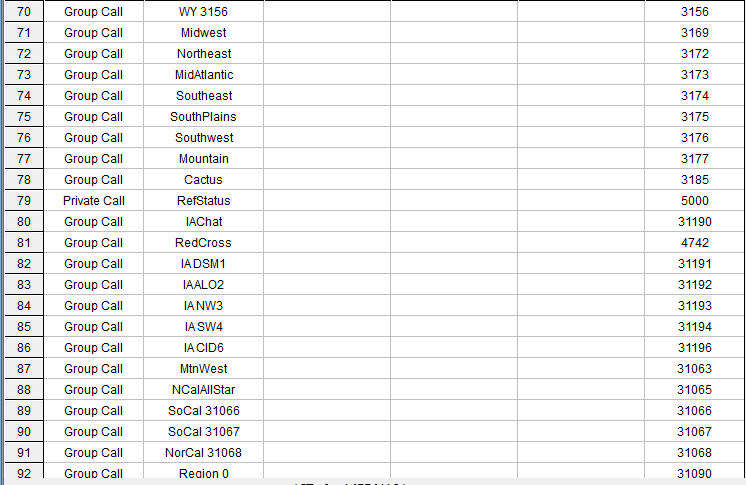 70 Group Call WY 3156 3156
71 Group Call Midwest 3169
72 Group Call Northeast 3172
73 Group Call MidAtlantic 3173
74 Group Call Southeast 3174
75 Group Call SouthPlains 3175
76 Group Call Southwest 3176
77 Group Call Mountain 3177
78 Group Call Cactus 3185
79 Private Call RefStatus 5000
80 Group Call IAChat 31190
81 Group Call RedCross 4742
82 Group Call IADSM1 31191
83 Group Call IAALO2 31192
84 Group Call IANW3 31193
85 Group Call IASW4 31194
86 Group Call IACID6 31196
87 Group Call MtnWest 31063
88 Group Call NCalAllStar 31065
89 Group Call SoCal 31066 31066
90 Group Call SoCal 31067 31067
91 Group Call NorCal 31068 31068
92 Group Call Region 0 31090